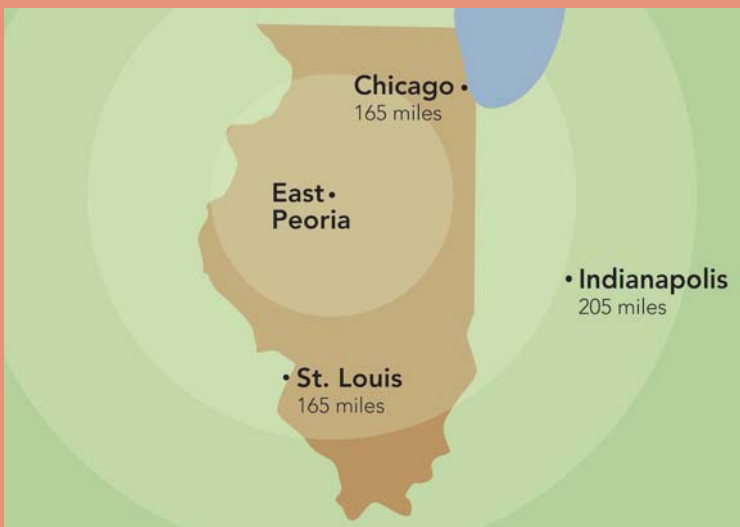 Chicago
165 miles
East
Peoria
Indianapolis
205 miles
St. Louis
165 miles